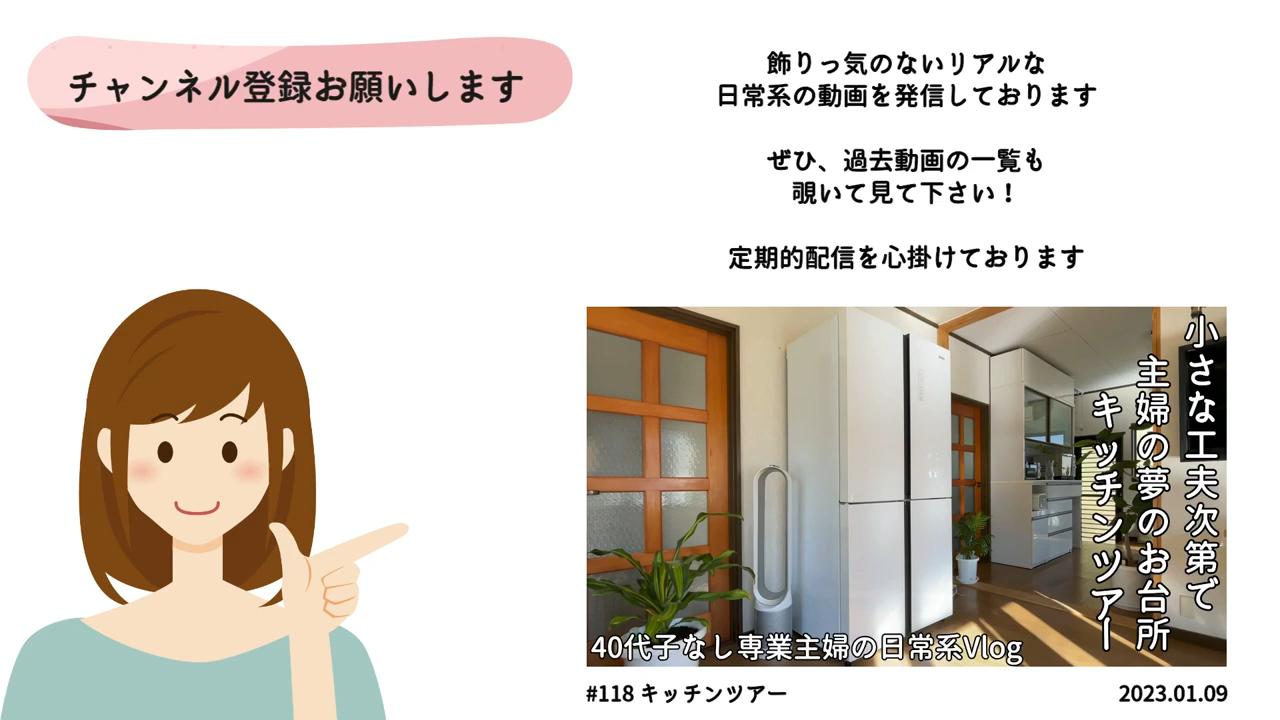 チャンネル登録お願いします
飾りっ気のないリアルな
日常系の動画を発信しております
ぜひ、過去動画の一覧も
覗いて見て下さい！
定期的配信を心掛けております
小さな工夫次第で
主婦の夢のお台所
キッチンツアー
40代子なし専業主婦の日常系Vlog
#118 キッチンツアー
2023.01.09